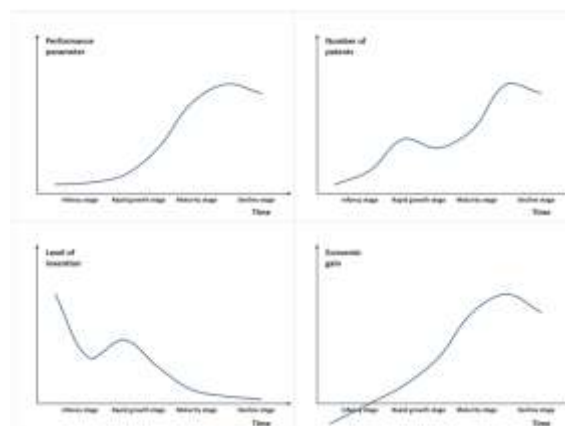 Performance
parameter
Infancy stage Rapid growth stage Maturity stage Decline stage
Time
Number of
patents
Infancy stage Rapid growth stage Maturity stage Decline stage
Time
Level of
invention
Infancy stage Rapid growth stage Maturity stage Decline stage
Time
Economic
gain
Infancy stage Rapid growth stage Maturity stage Decline stage
Time